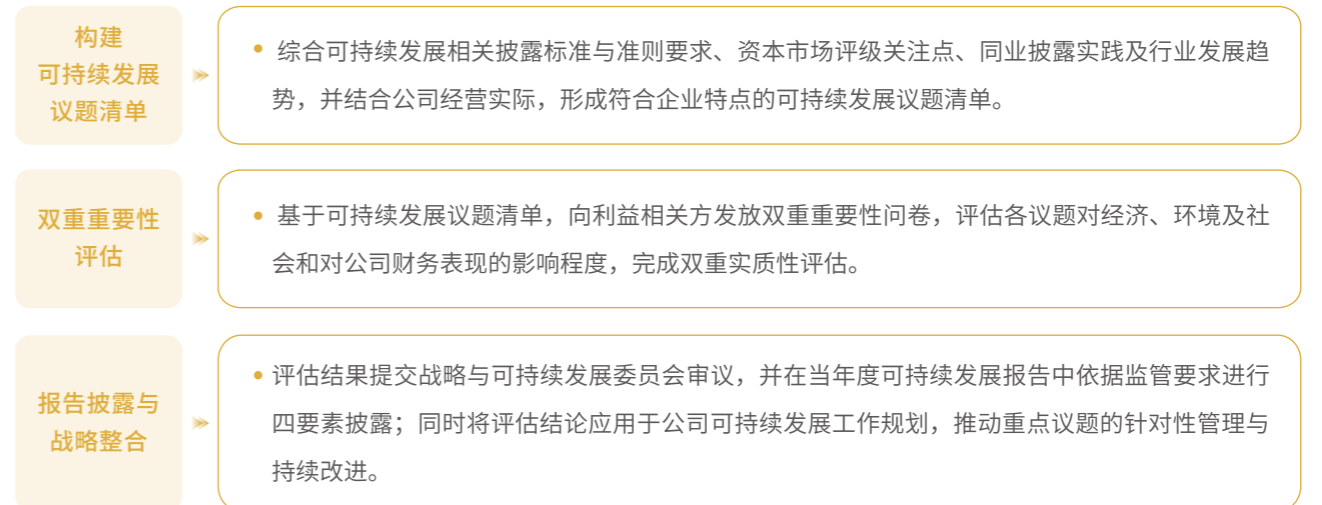 构建
可持续发展
议题清单
• 综合可持续发展相关披露标准与准则要求、资本市场评级关注点、同业披露实践及行业发展趋
势，并结合公司经营实际，形成符合企业特点的可持续发展议题清单。
双重重要性
评估
• 基于可持续发展议题清单，向利益相关方发放双重重要性问卷，评估各议题对经济、环境及社
会和对公司财务表现的影响程度，完成双重实质性评估。
报告披露与
战略整合
• 评估结果提交战略与可持续发展委员会审议，并在当年度可持续发展报告中依据监管要求进行
四要素披露；同时将评估结论应用于公司可持续发展工作规划，推动重点议题的针对性管理与
持续改进。